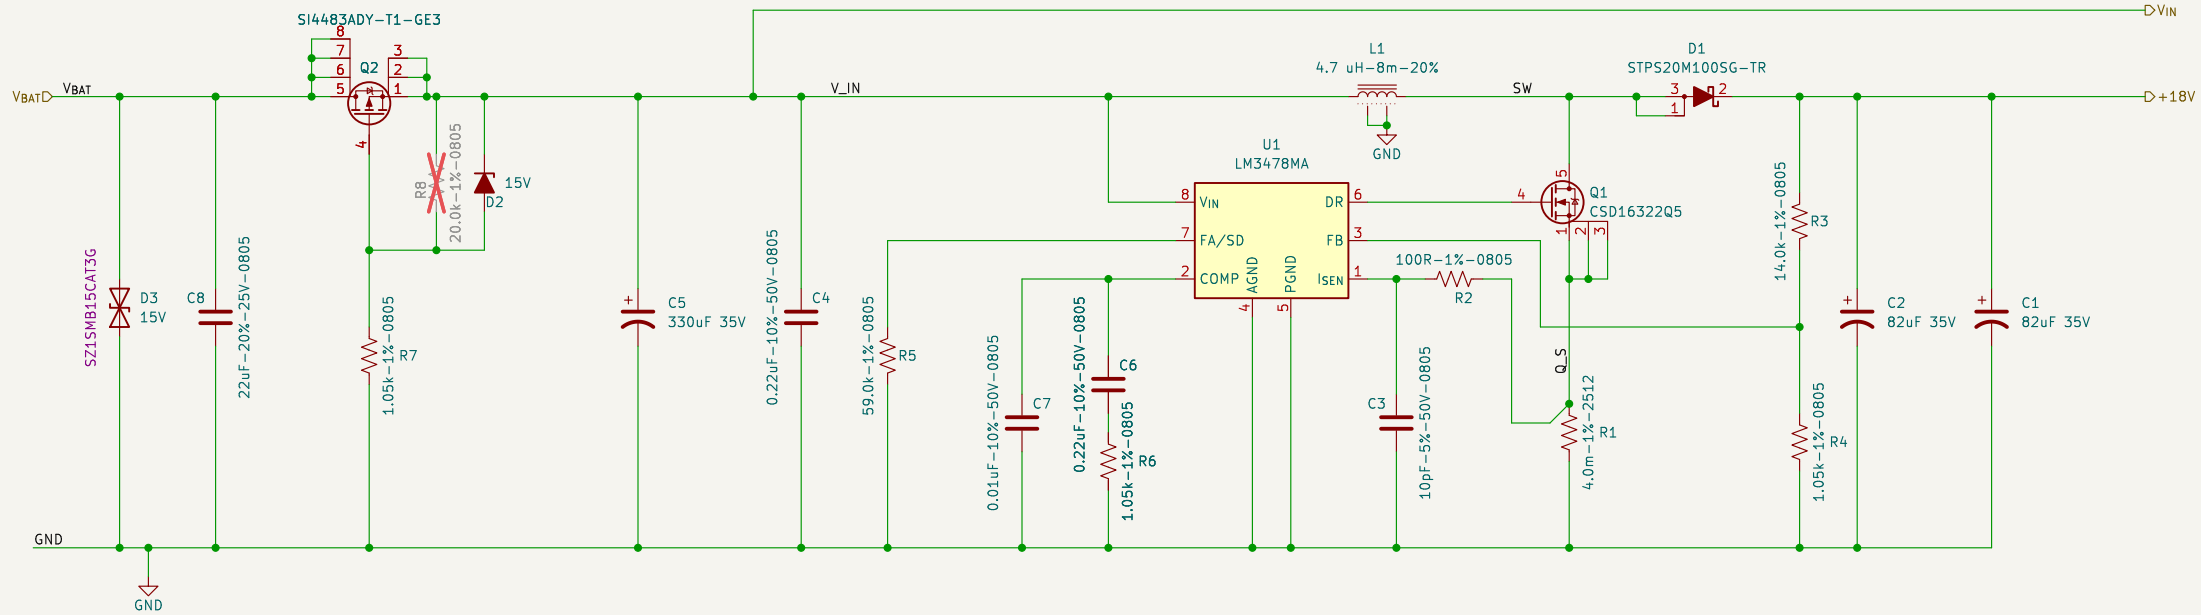 SI4483ADY-T1-GE3
VIN
8
7
6
5
3
2
1
Q2
4
VBAT
VBAT
V_IN
L1
4.7 uH-8m-20%
SW
D1
STPS20M100SG-TR
3
1
2
+18V
GND
R8
20.0k-1%-0805
15V
D2
U1
LM3478MA
8
VIN
7
FA/SD
2
COMP
DR
6
FB
3
ISEN
1
AGND
4
PGND
5
5
4
Q1
CSD16322Q5
1
2
3
14.0k-1%-0805
R3
100R-1%-0805
R2
SZ1SMB15CAT3G
D3
15V
C8
22uF-20%-25V-0805
1.05k-1%-0805
R7
+
C5
330uF 35V
0.22uF-10%-50V-0805
C4
59.0k-1%-0805
R5
0.01uF-10%-50V-0805
C7
0.22uF-10%-50V-0805
C6
1.05k-1%-0805
R6
C3
10pF-5%-50V-0805
Q_S
4.0m-1%-2512
R1
1.05k-1%-0805
R4
+
C2
82uF 35V
+
C1
82uF 35V
GND
GND